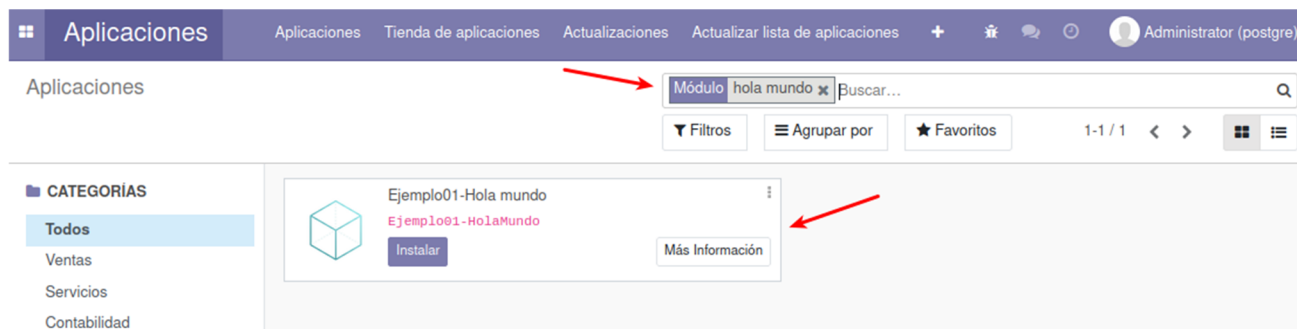 Aplicaciones Aplicaciones Tienda de aplicaciones Actualizaciones Actualizar lista de aplicaciones Administrator (postgre)
Aplicaciones
Módulo hola mundo Buscar...
Filtros Agrupar por Favoritos 1-1 / 1
CATEGORÍAS
Todos
Ventas
Servicios
Contabilidad
Ejemplo01-Hola mundo
Ejemplo01-HolaMundo
Instalar Más Información